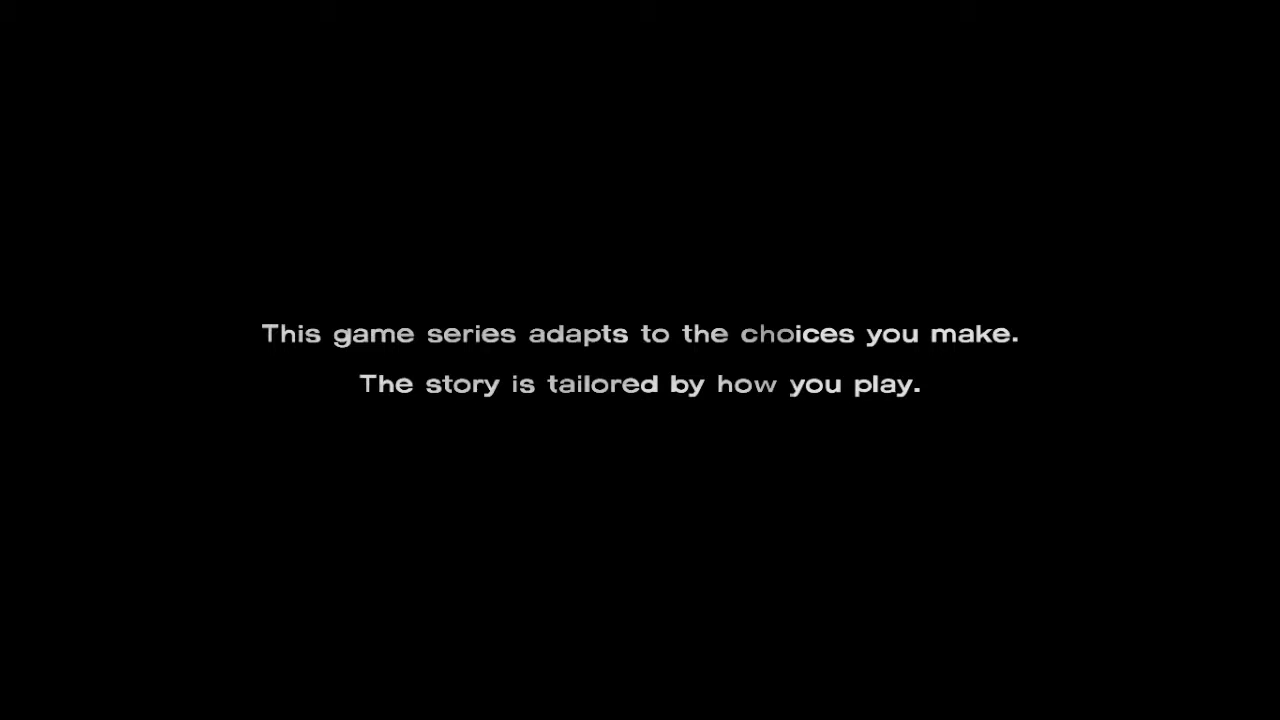 This game series adapts to the choices you make.
The story is tailored by how you play.